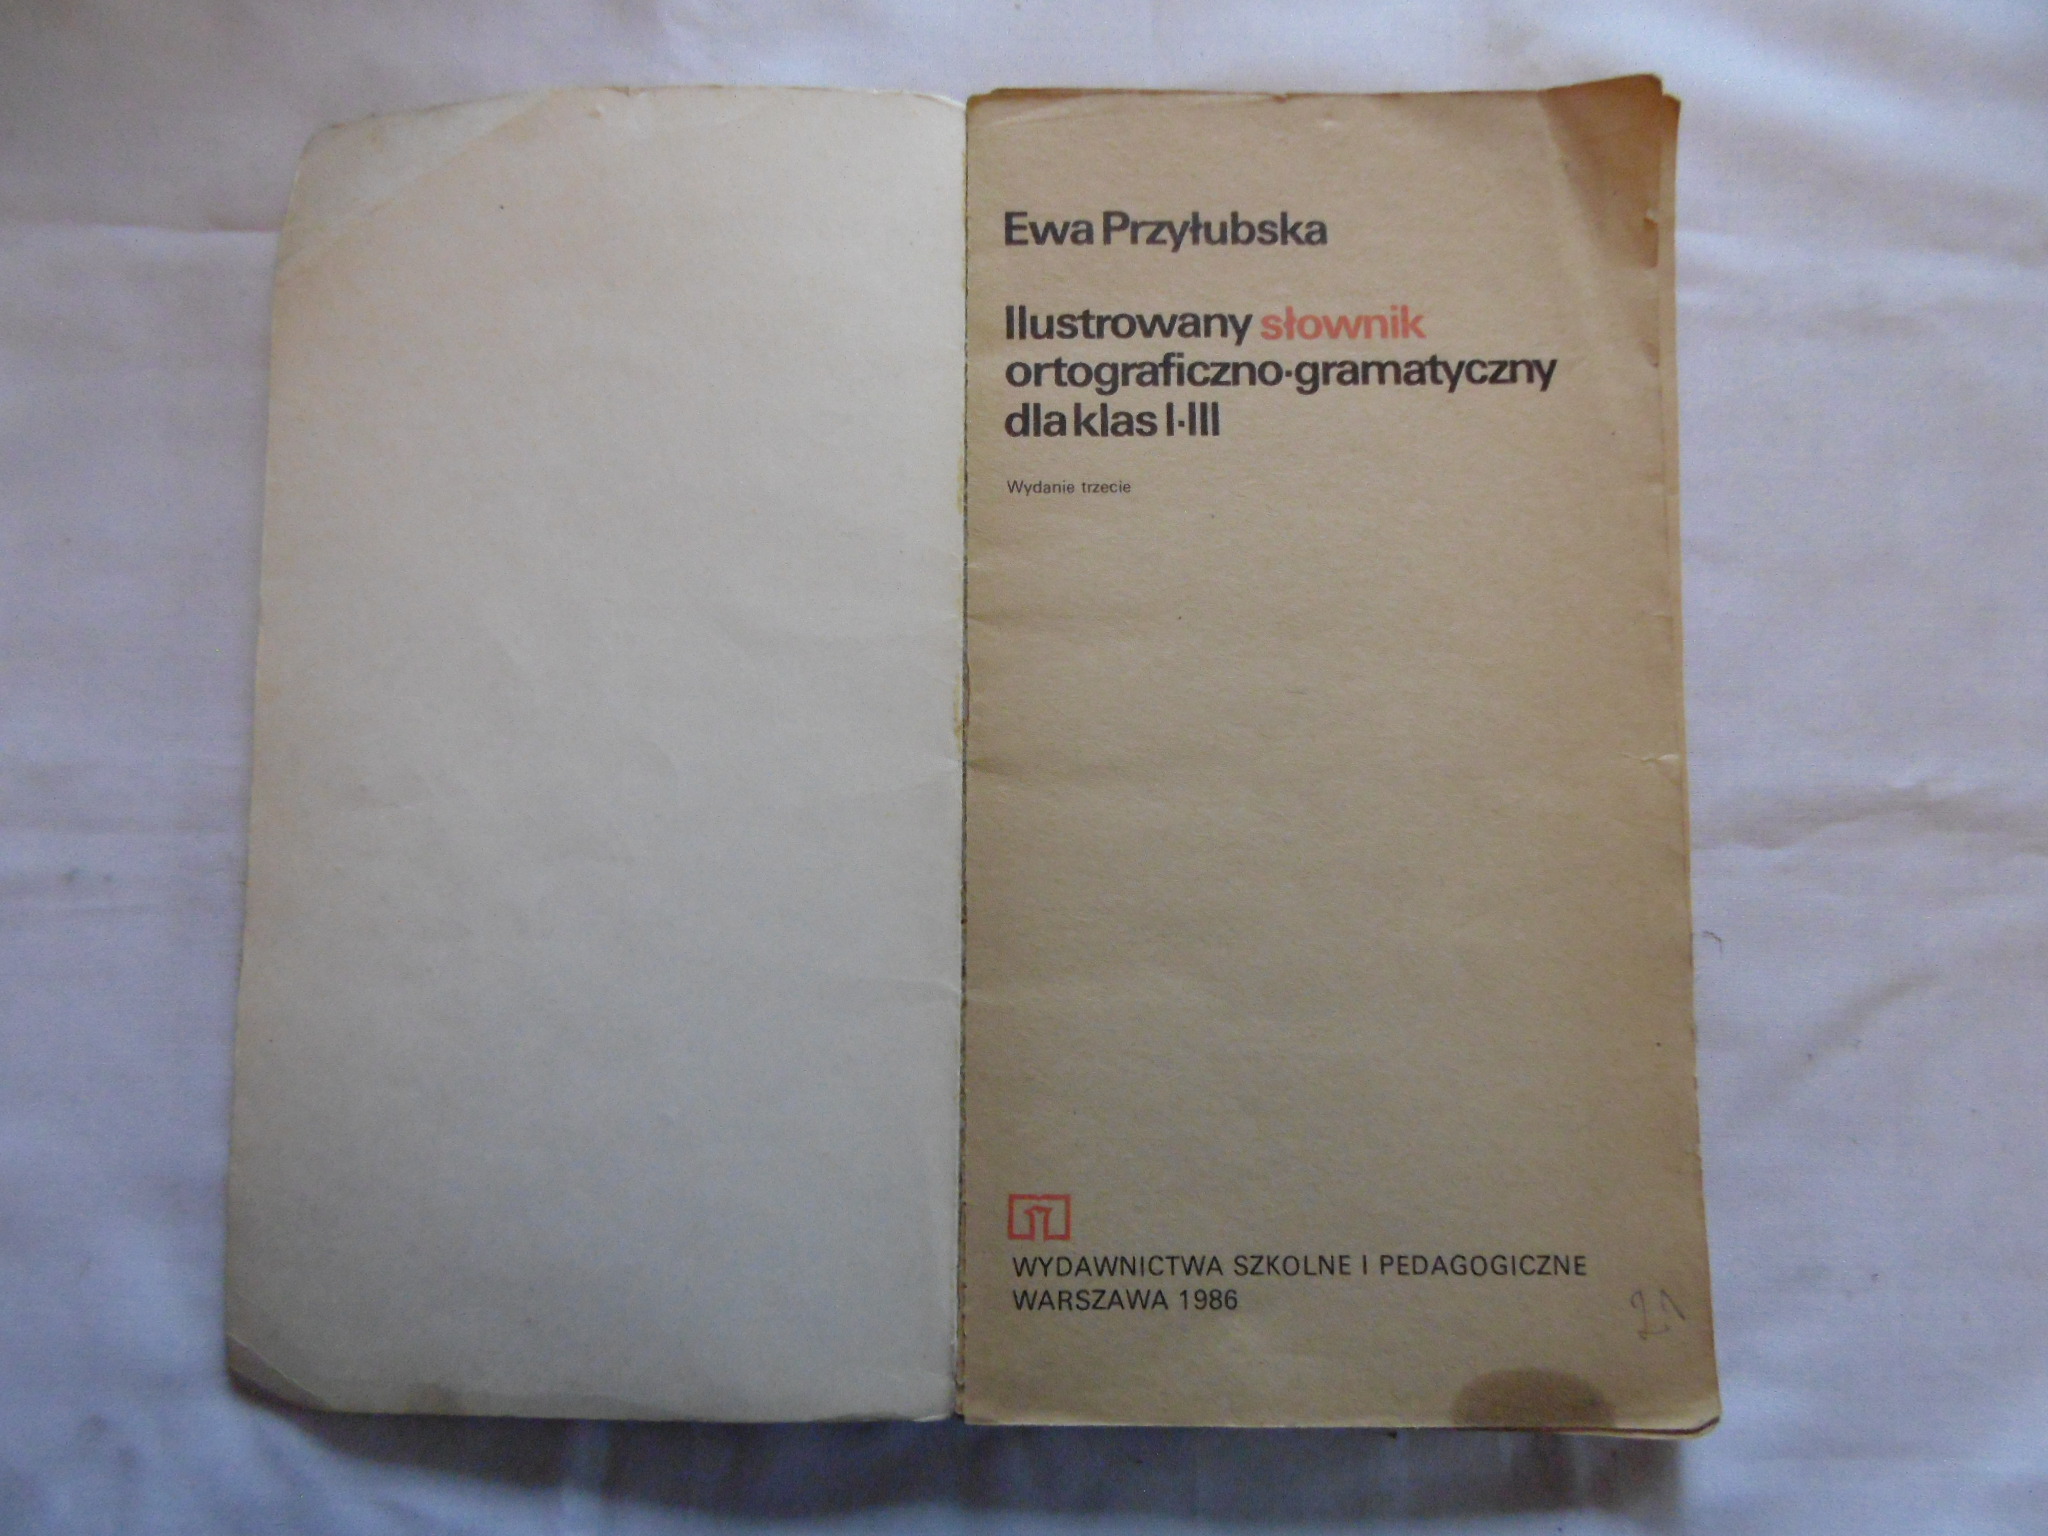 Ewa Przyłubska
Ilustrowany słownik
ortograficzno-gramatyczny
dla klas I-III
Wydanie trzecie
WYDAWNICTWA SZKOLNE I PEDAGOGICZNE
WARSZAWA 1986